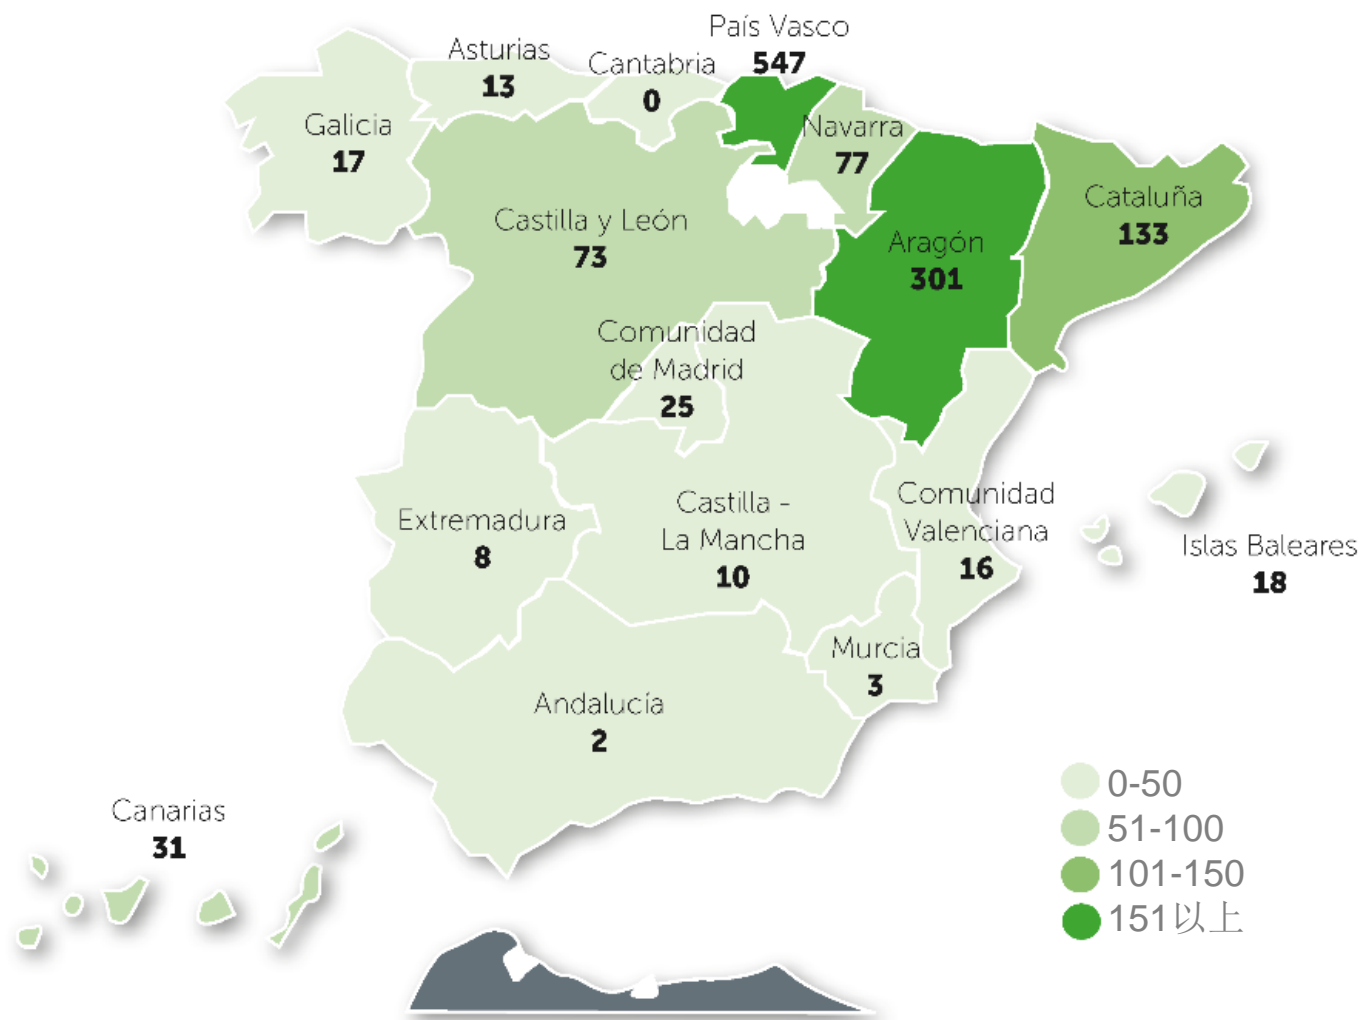 País Vasco
547
Asturias
13
Cantabria
0
Galicia
17
Navarra
77
Cataluña
133
Castilla y León
73
Aragón
301
Comunidad
de Madrid
25
Extremadura
8
Castilla -
La Mancha
10
Comunidad
Valenciana
16
Islas Baleares
18
Murcia
3
Andalucía
2
Canarias
31
0-50
51-100
101-150
151以上